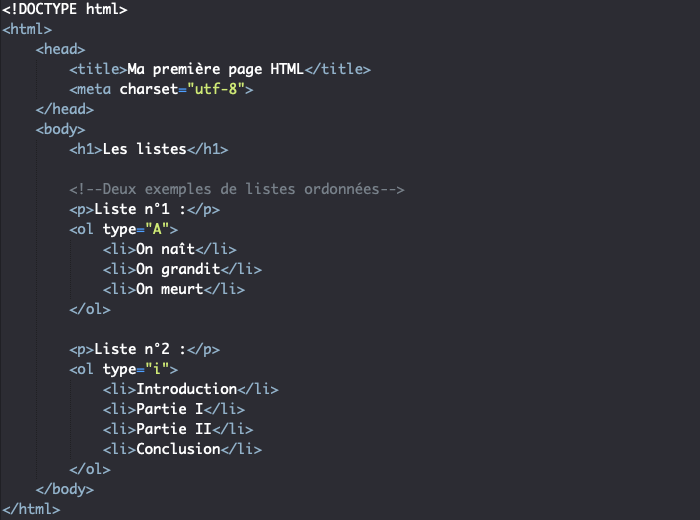 <!DOCTYPE html>
<html>
    <head>
        <title>Ma première page HTML</title>
        <meta charset="utf-8">
    </head>
    <body>
        <h1>Les listes</h1>

        <!--Deux exemples de listes ordonnées-->
        <p>Liste n°1 :</p>
        <ol type="A">
            <li>On naît</li>
            <li>On grandit</li>
            <li>On meurt</li>
        </ol>

        <p>Liste n°2 :</p>
        <ol type="i">
            <li>Introduction</li>
            <li>Partie I</li>
            <li>Partie II</li>
            <li>Conclusion</li>
        </ol>
    </body>
</html>